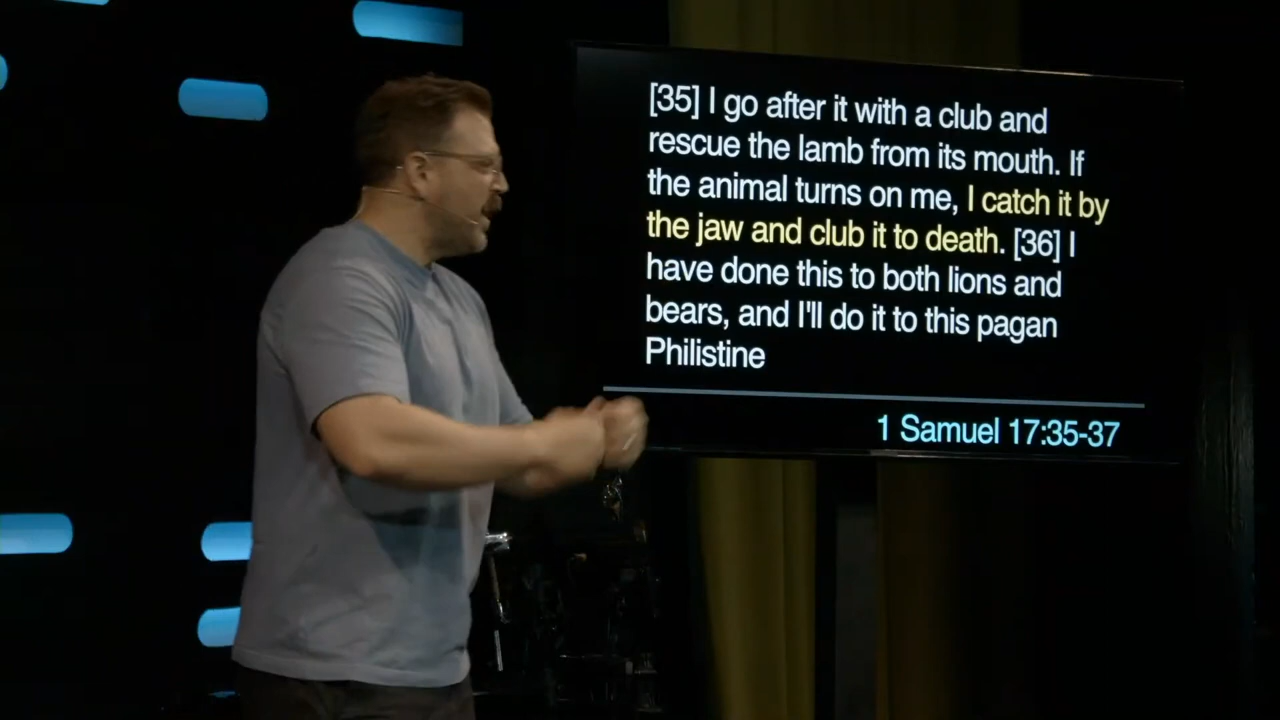 [35] I go after it with a club and
rescue the lamb from its mouth. If
the animal turns on me, I catch it by
the jaw and club it to death. [36] I
have done this to both lions and
bears, and I'll do it to this pagan
Philistine
1 Samuel 17:35-37